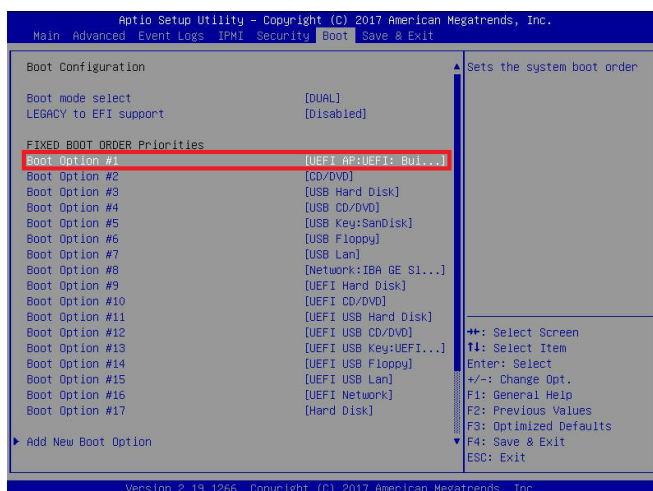 Aptio Setup Utility – Copyright (C) 2017 American Megatrends, Inc.
Main Advanced Event Logs IPMI Security Boot Save & Exit
Boot Configuration
Sets the system boot order
Boot mode select [DUAL]
LEGACY to EFI support [Disabled]
FIXED BOOT ORDER Priorities
Boot Option #1 [UEFI AP:UEFI: Bui...]
Boot Option #2 [CD/DVD]
Boot Option #3 [USB Hard Disk]
Boot Option #4 [USB CD/DVD]
Boot Option #5 [USB Key:SanDisk]
Boot Option #6 [USB Floppy]
Boot Option #7 [USB Lan]
Boot Option #8 [Network:IBA GE Sl...]
Boot Option #9 [UEFI Hard Disk]
Boot Option #10 [UEFI CD/DVD]
Boot Option #11 [UEFI USB Hard Disk]
Boot Option #12 [UEFI USB CD/DVD]
Boot Option #13 [UEFI USB Key:UEFI...]
Boot Option #14 [UEFI USB Floppy]
Boot Option #15 [UEFI USB Lan]
Boot Option #16 [UEFI Network]
Boot Option #17 [Hard Disk]
Add New Boot Option
→←: Select Screen
↑↓: Select Item
Enter: Select
+/-: Change Opt.
F1: General Help
F2: Previous Values
F3: Optimized Defaults
F4: Save & Exit
ESC: Exit
Version 2.19.1266. Copyright (C) 2017 American Megatrends, Inc.